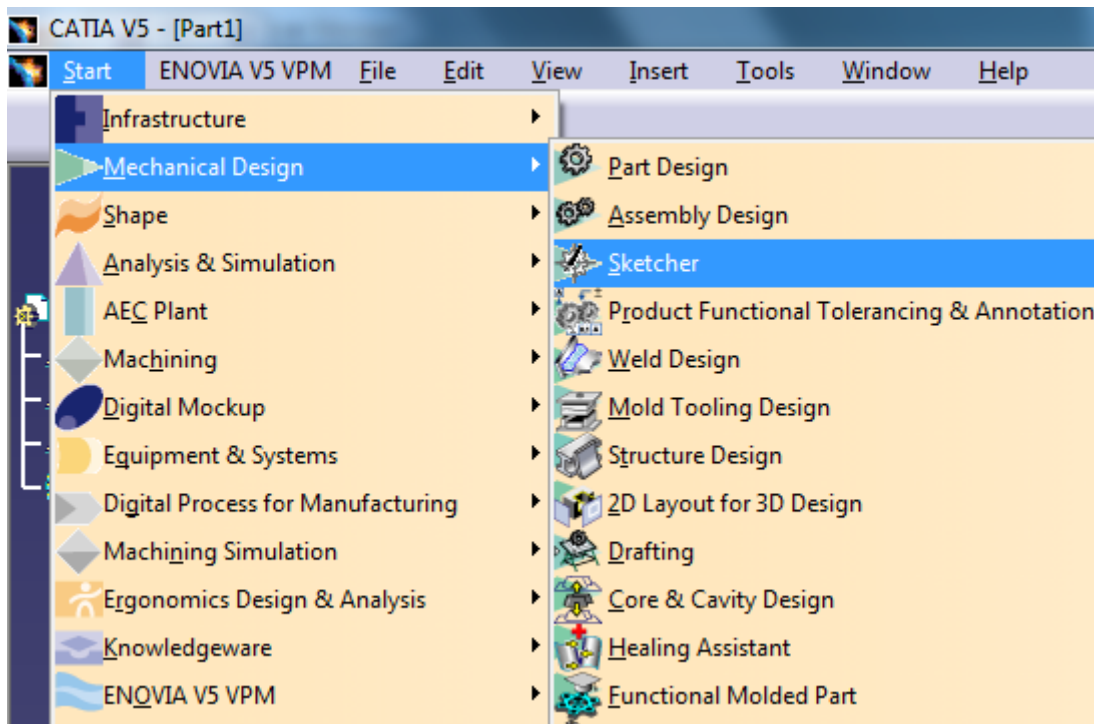 CATIA V5 - [Part1]
Start ENOVIA V5 VPM File Edit View Insert Tools Window Help
Infrastructure
Mechanical Design
Shape
Analysis & Simulation
AEC Plant
Machining
Digital Mockup
Equipment & Systems
Digital Process for Manufacturing
Machining Simulation
Ergonomics Design & Analysis
Knowledgeware
ENOVIA V5 VPM
Part Design
Assembly Design
Sketcher
Product Functional Tolerancing & Annotation
Weld Design
Mold Tooling Design
Structure Design
2D Layout for 3D Design
Drafting
Core & Cavity Design
Healing Assistant
Functional Molded Part